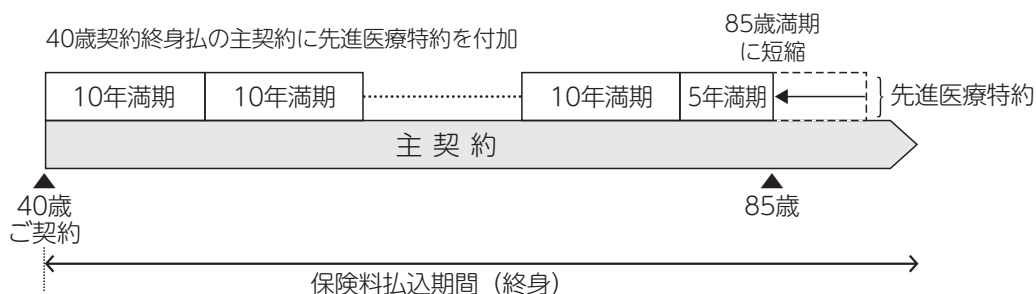 40歳契約終身払の主契約に先進医療特約を付加
85歳満期
に短縮
10年満期
10年満期
10年満期
5年満期
先進医療特約
主契約
40歳
ご契約
85歳
保険料払込期間（終身）